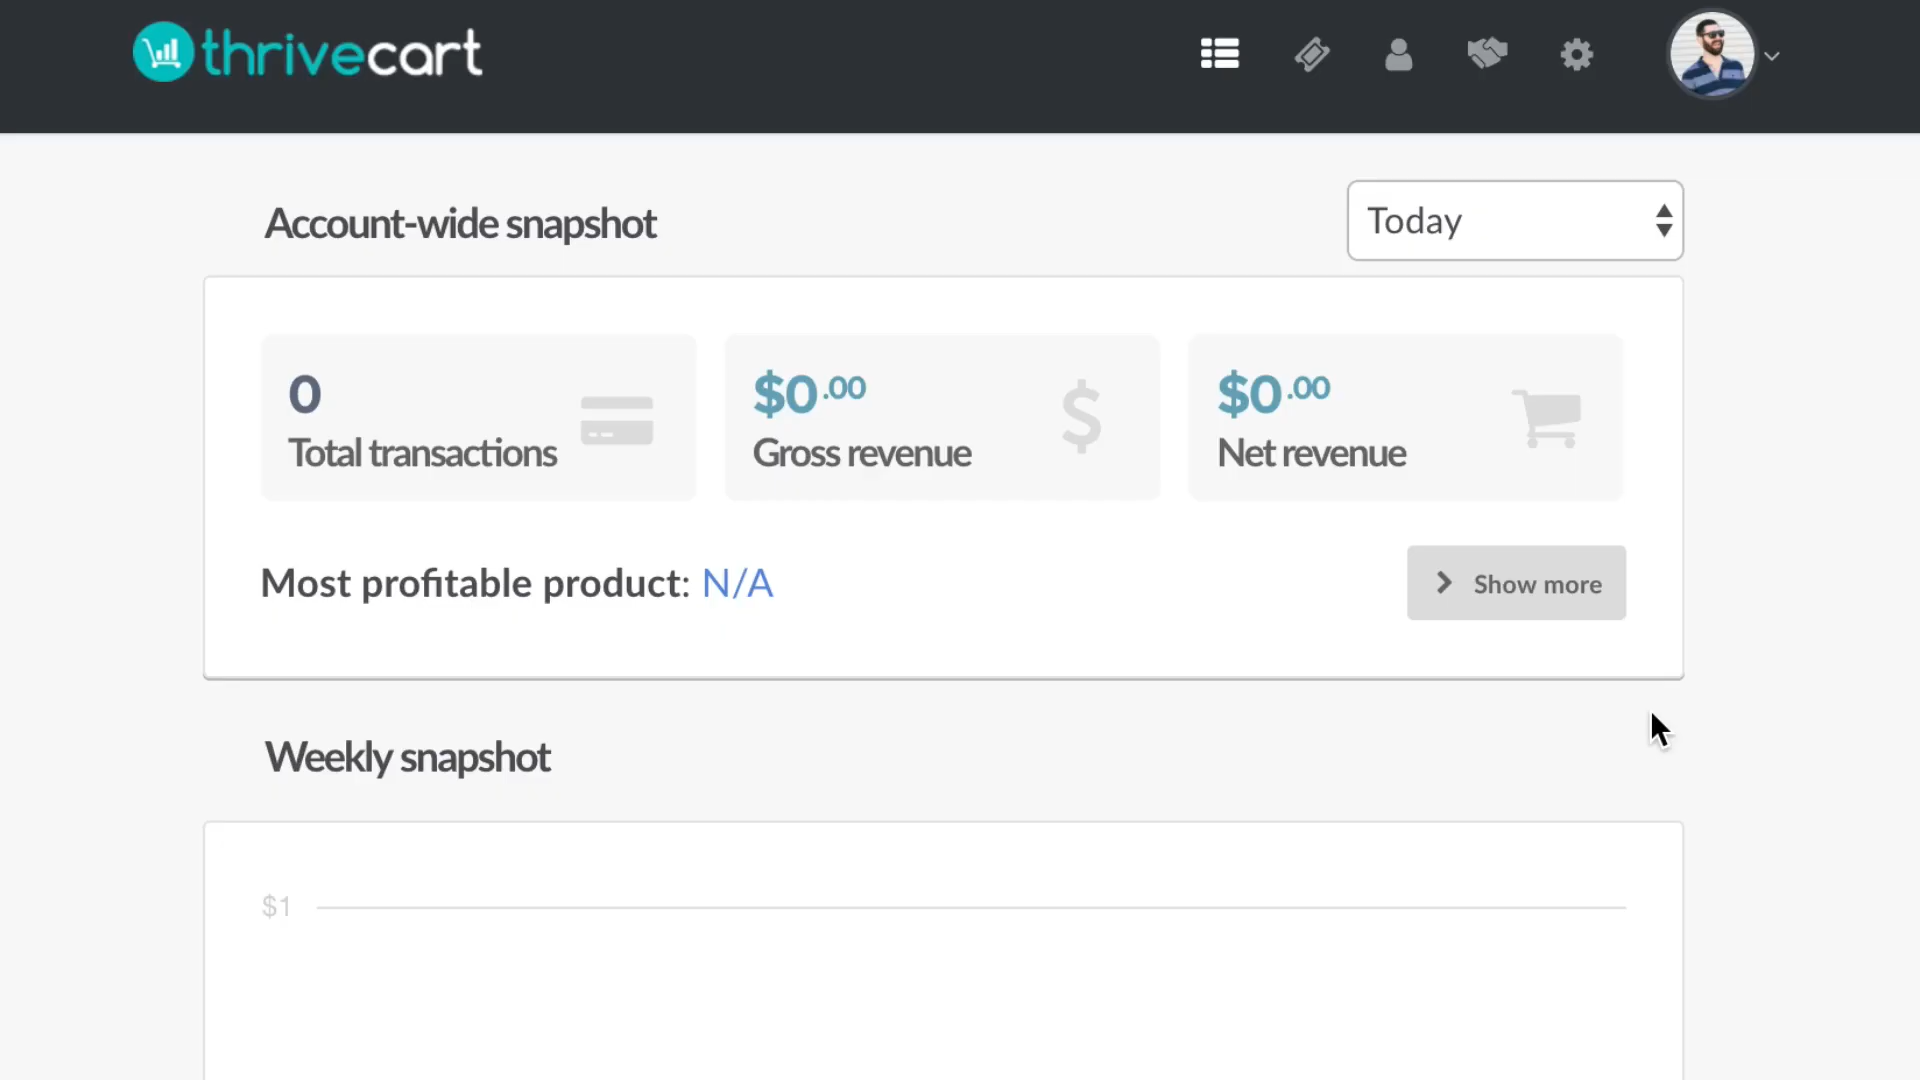 thrivecart
Account-wide snapshot
Today
0
Total transactions
$0.00
Gross revenue
$0.00
Net revenue
Most profitable product: N/A
Show more
Weekly snapshot
$1